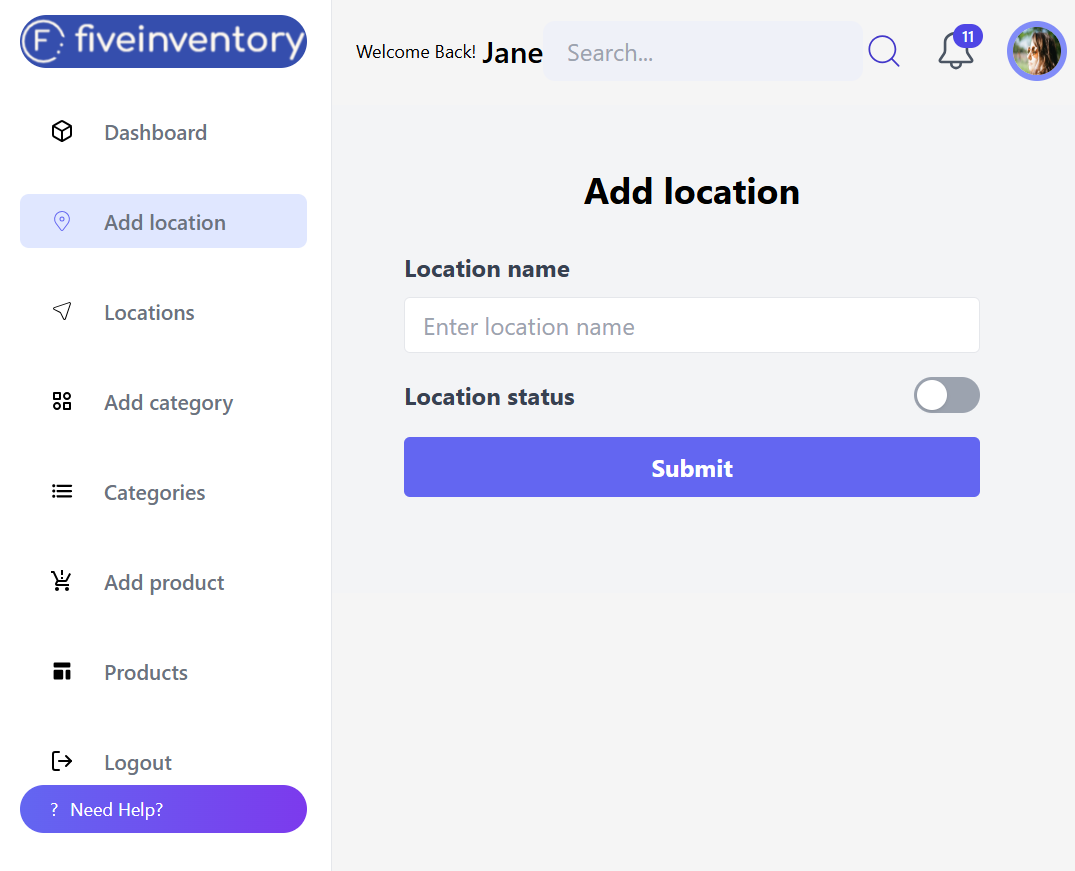 fiveinventory
Dashboard
Add location
Locations
Add category
Categories
Add product
Products
Logout
? Need Help?
Welcome Back! Jane
Search...
11
Add location
Location name
Enter location name
Location status
Submit